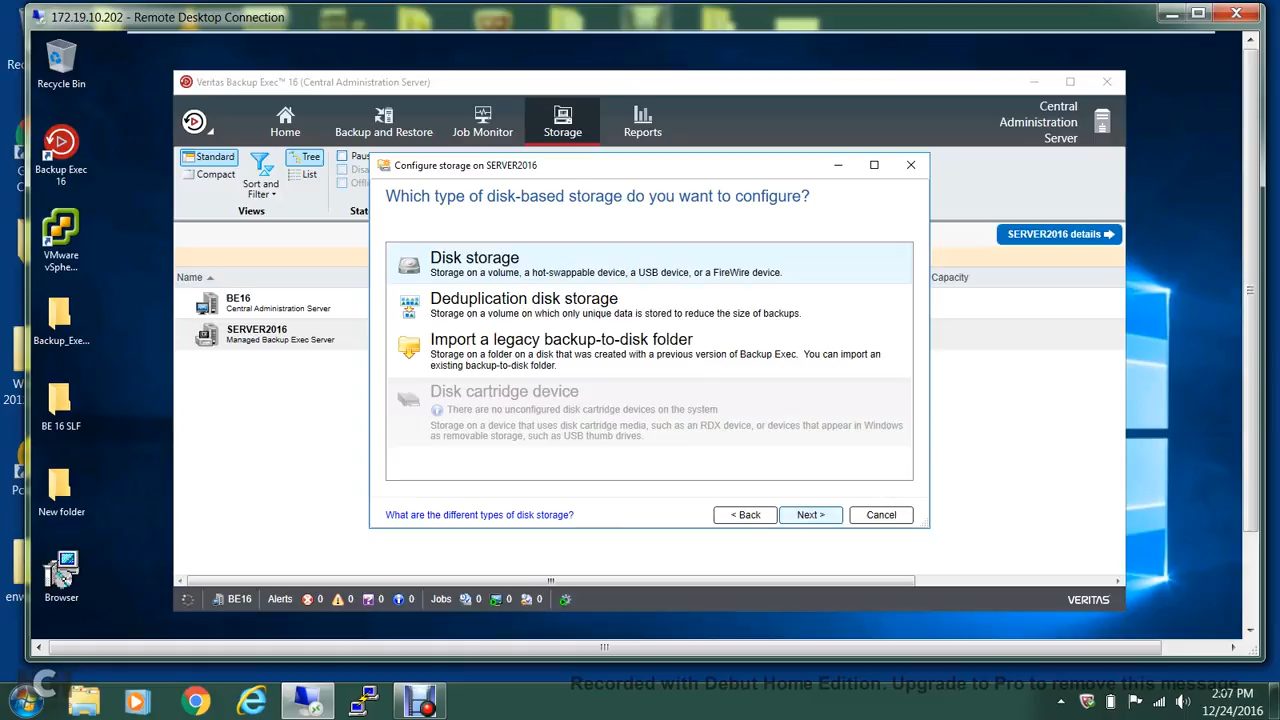 172.19.10.202 - Remote Desktop Connection
Recycle Bin
Backup Exec
16
VMware
vSphe...
Backup_Exe...
BE 16 SLF
New folder
Browser
Veritas Backup Exec™ 16 (Central Administration Server)
Home
Backup and Restore
Job Monitor
Storage
Reports
Central
Administration
Server
Standard
Compact
Sort and
Filter
Tree
List
Views
Configure storage on SERVER2016
Which type of disk-based storage do you want to configure?
SERVER2016 details
Name
Capacity
BE16
Central Administration Server
SERVER2016
Managed Backup Exec Server
Disk storage
Storage on a volume, a hot-swappable device, a USB device, or a FireWire device.
Deduplication disk storage
Storage on a volume on which only unique data is stored to reduce the size of backups.
Import a legacy backup-to-disk folder
Storage on a folder on a disk that was created with a previous version of Backup Exec. You can import an
existing backup-to-disk folder.
Disk cartridge device
There are no unconfigured disk cartridge devices on the system
Storage on a device that uses disk cartridge media, such as an RDX device, or devices that appear in Windows
as removable storage, such as USB thumb drives.
What are the different types of disk storage?
< Back
Next >
Cancel
BE16
Alerts
0
0
0
0
Jobs
0
0
0
VERITAS
Recorded with Debut Home Edition. Upgrade to Pro to remove this message
2:07 PM
12/24/2016